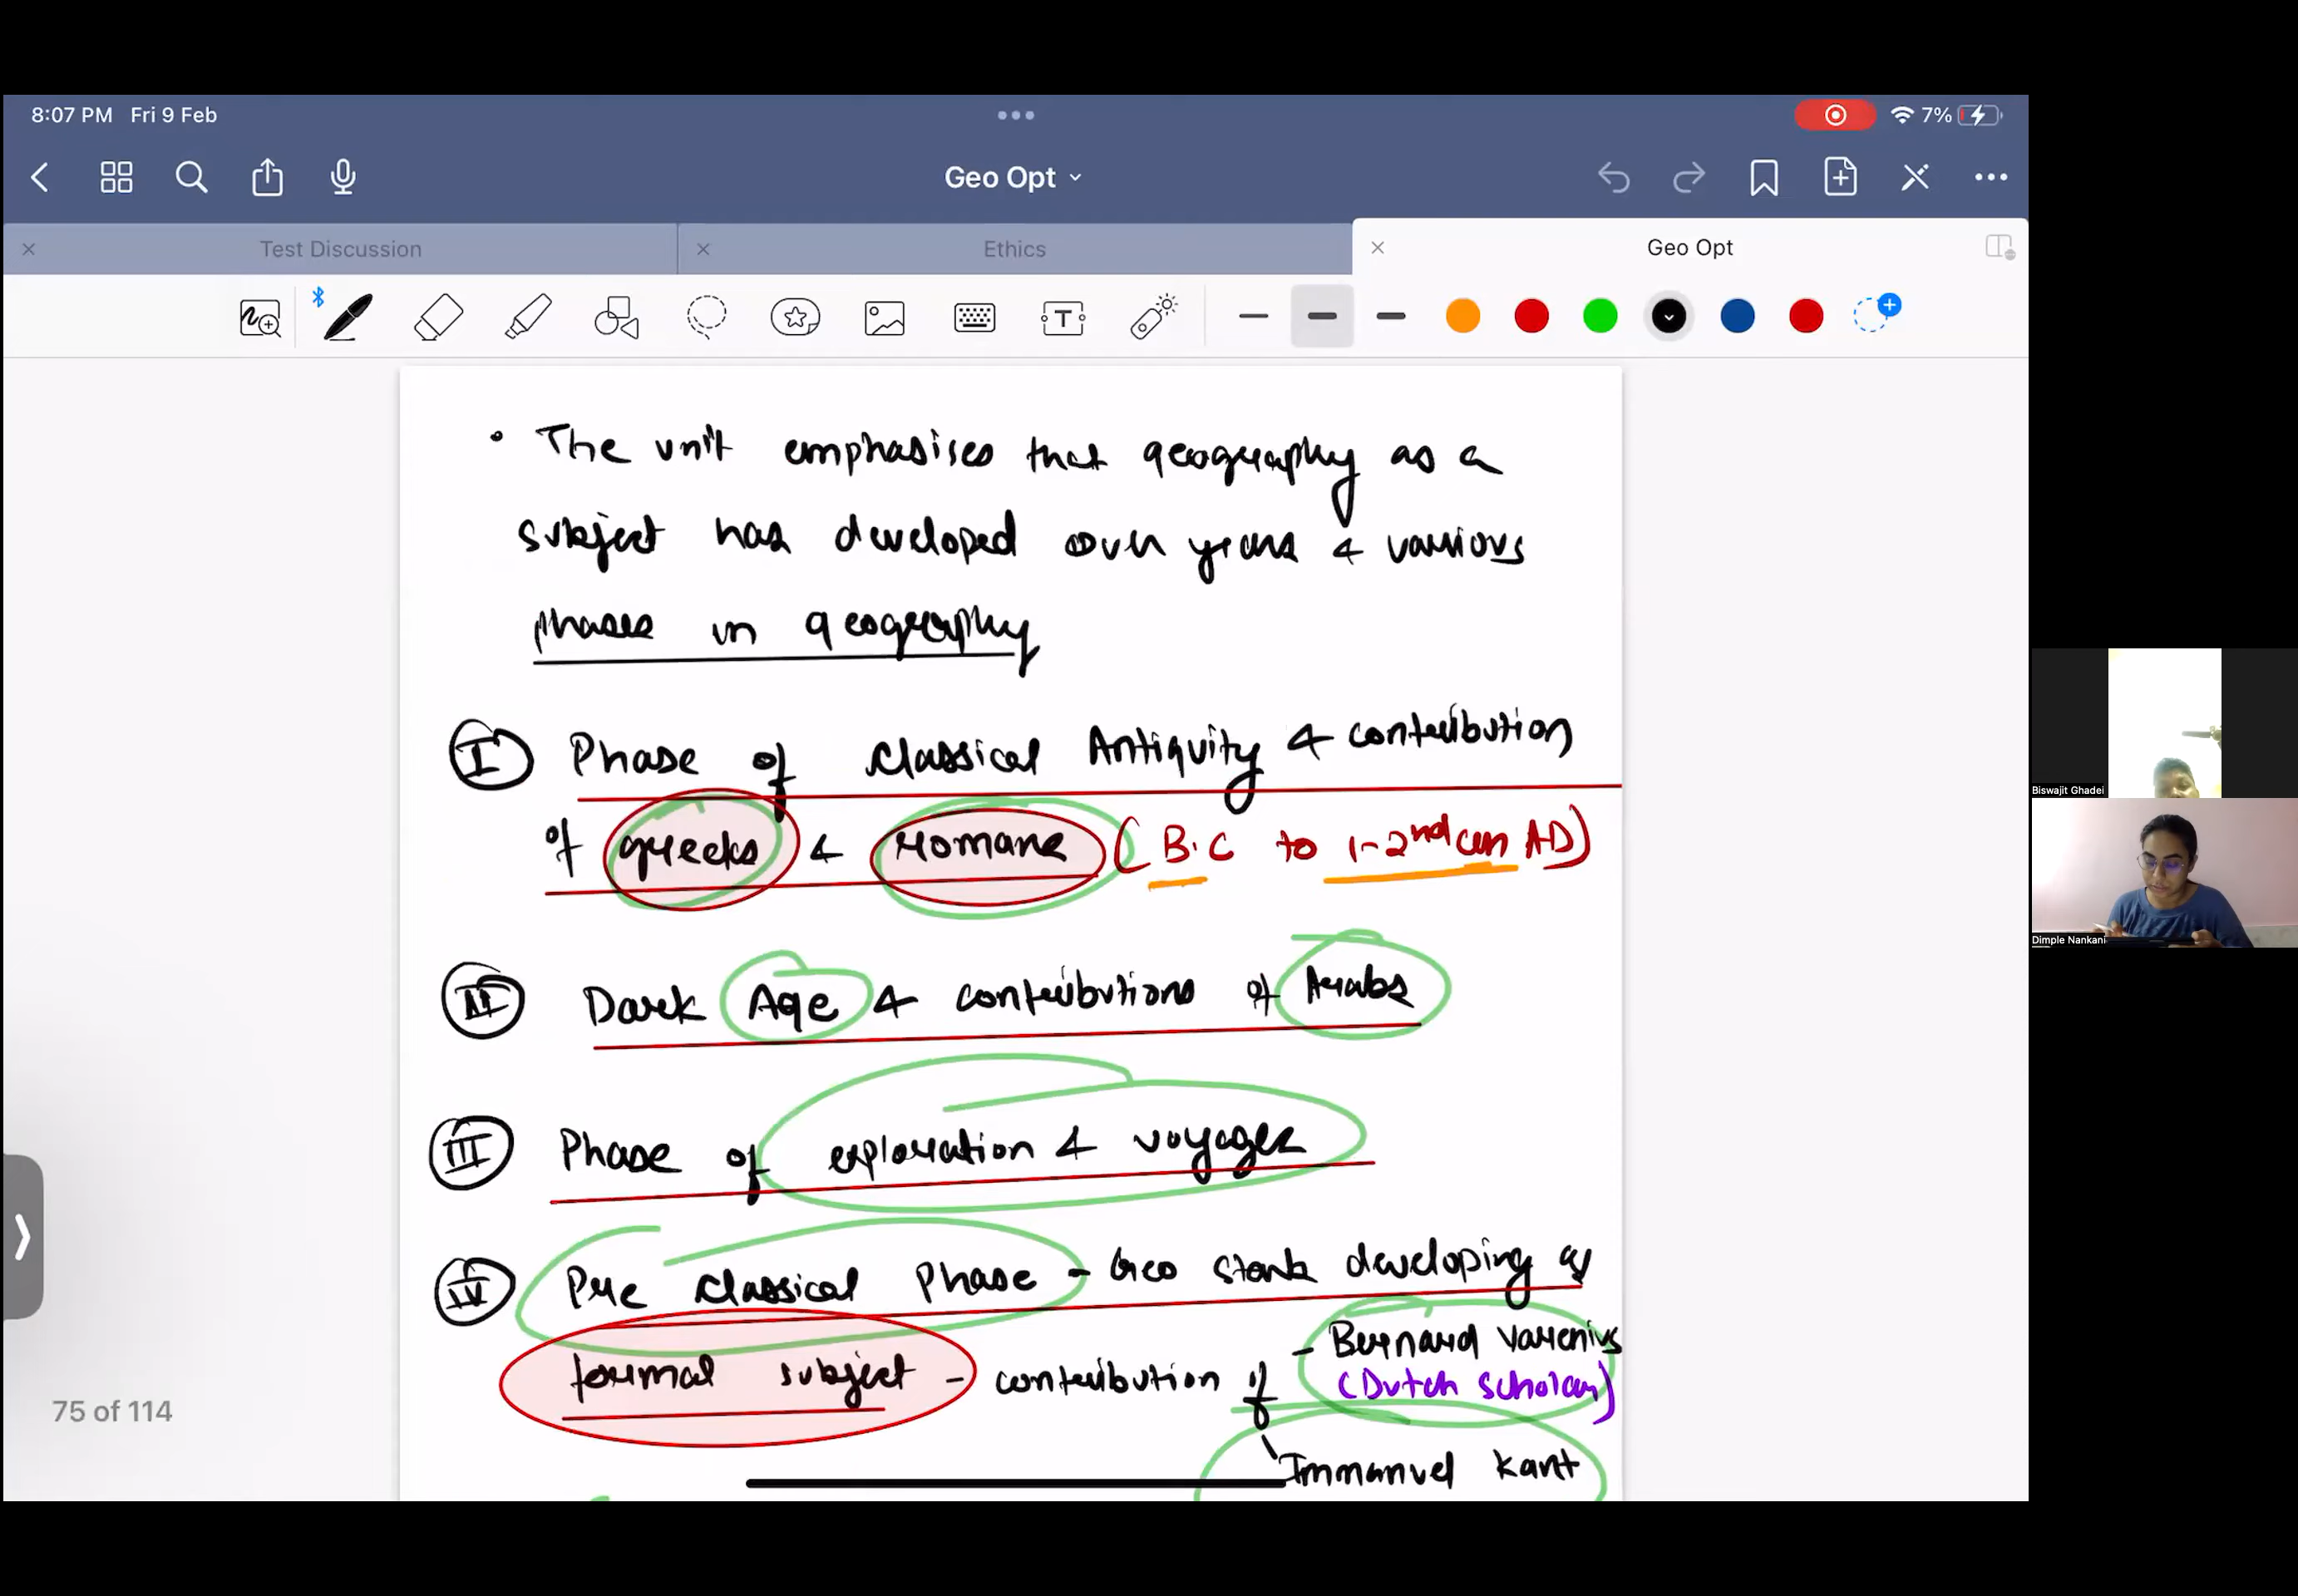 8:07 PM Fri 9 Feb
7%
Geo Opt
Test Discussion
Ethics
Geo Opt
T
• The unit emphasises that geography as a
subject has developed over years & various
phases in geography
I Phase of Classical Antiquity & contribution
of greeks & Romans (B.C to 1-2nd cen AD)
II Dark Age & contributions of Arabs
III Phase of exploration & voyages
IV Pre Classical Phase - Geo starts developing as
formal subject - contribution of - Bernard Varenius
(Dutch scholar)
Immanuel Kant
75 of 114
Biswajit Ghadei
Dimple Nankani